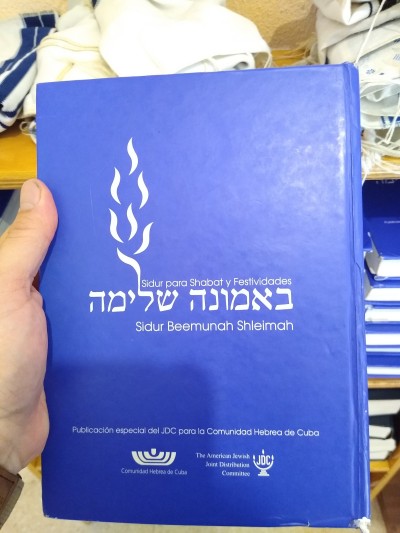 Sidur para Shabat y Festividades
באמונה שלימה
Sidur Beemunah Shleimah
Publicación especial del JDC para la Comunidad Hebrea de Cuba
Comunidad Hebrea de Cuba
The American Jewish
Joint Distribution
Committee
JDC